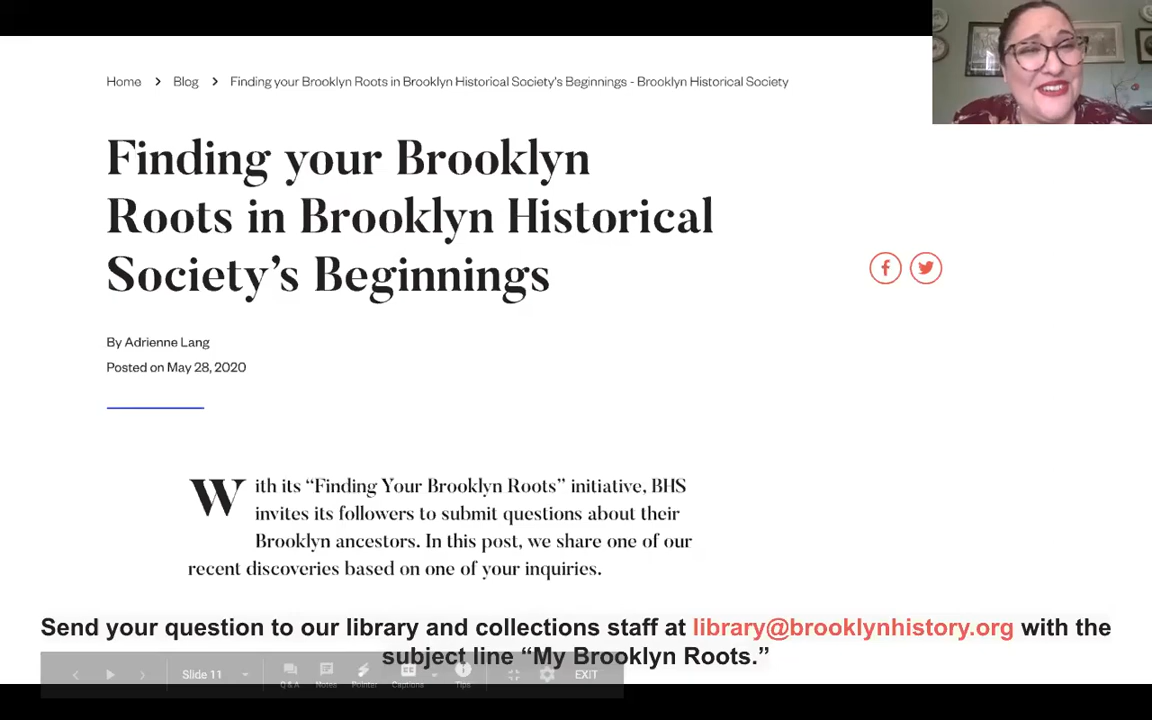 Home > Blog > Finding your Brooklyn Roots in Brooklyn Historical Society's Beginnings - Brooklyn Historical Society
Finding your Brooklyn
Roots in Brooklyn Historical
Society’s Beginnings
By Adrienne Lang
Posted on May 28, 2020
With its “Finding Your Brooklyn Roots” initiative, BHS
invites its followers to submit questions about their
Brooklyn ancestors. In this post, we share one of our
recent discoveries based on one of your inquiries.
Send your question to our library and collections staff at library@brooklynhistory.org with the
subject line “My Brooklyn Roots.”
Slide 11
Q & A Notes Pointer Captions Tips EXIT